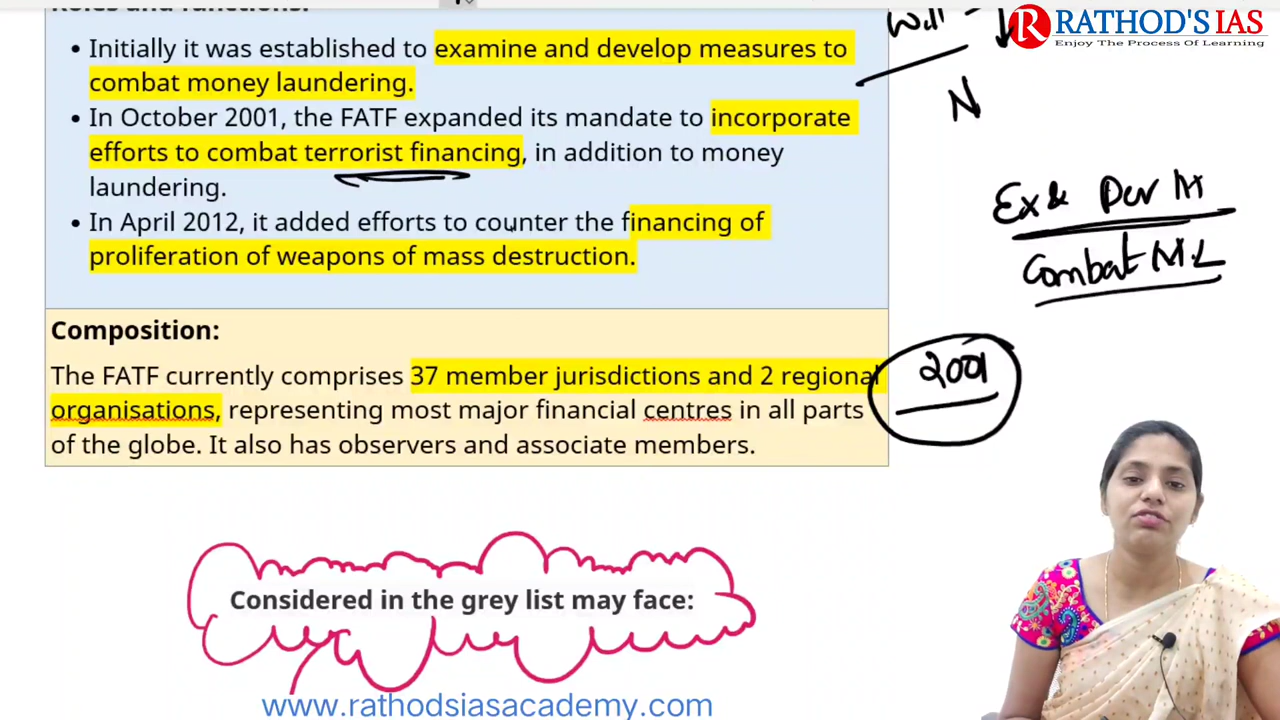 Roles and functions:
• Initially it was established to examine and develop measures to
combat money laundering.
• In October 2001, the FATF expanded its mandate to incorporate
efforts to combat terrorist financing, in addition to money
laundering.
• In April 2012, it added efforts to counter the financing of
proliferation of weapons of mass destruction.
Composition:
The FATF currently comprises 37 member jurisdictions and 2 regional
organisations, representing most major financial centres in all parts
of the globe. It also has observers and associate members.
Considered in the grey list may face:
www.rathodsiasacademy.com
RATHOD'S IAS
Enjoy The Process Of Learning
R
N
Ex & Dev M
Combat M.L
2001